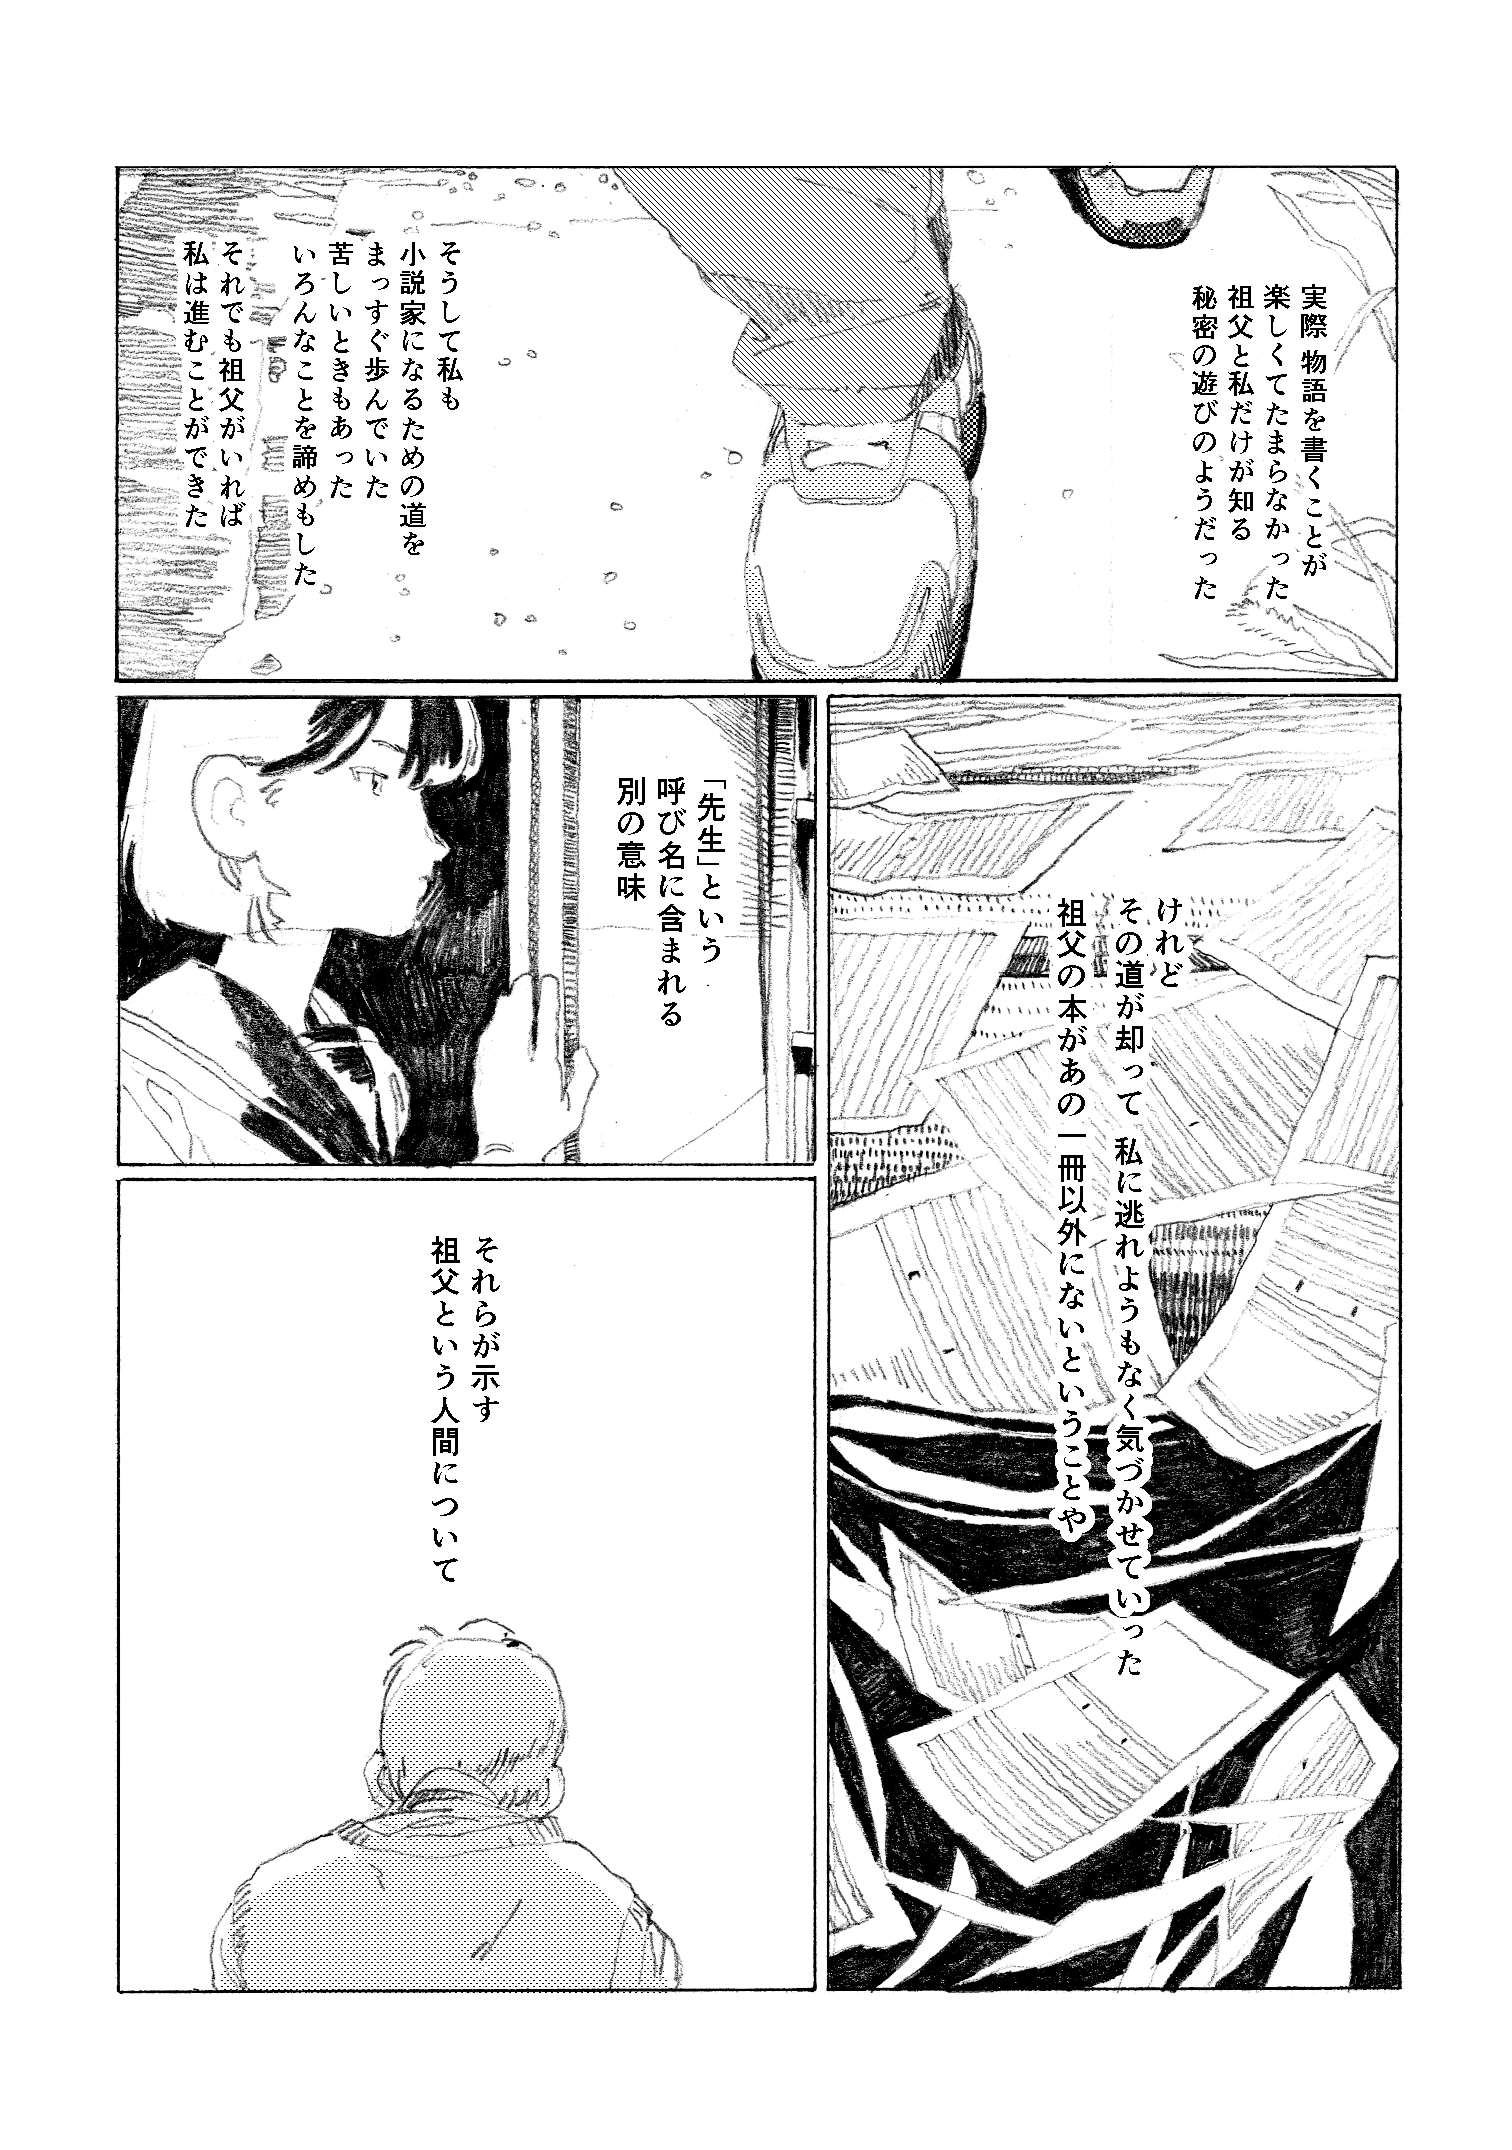 実際 物語を書くことが
楽しくてたまらなかった
祖父と私だけが知る
秘密の遊びのようだった
そうして私も
小説家になるための道を
まっすぐ歩んでいた
苦しいときもあった
いろんなことを諦めもした
それでも祖父がいれば
私は進むことができた
けれど
その道が却って 私に逃れようもなく気づかせていった
祖父の本があの一冊以外にないということや
「先生」という
呼び名に含まれる
別の意味
それらが示す
祖父という人間について